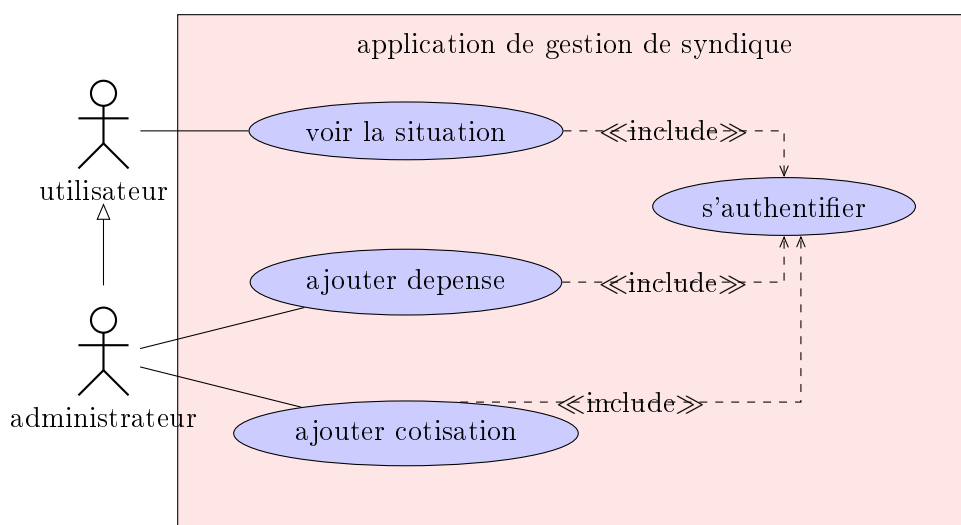 application de gestion de syndique
voir la situation
≪include≫
utilisateur
s'authentifier
ajouter depense
≪include≫
administrateur
≪include≫
ajouter cotisation